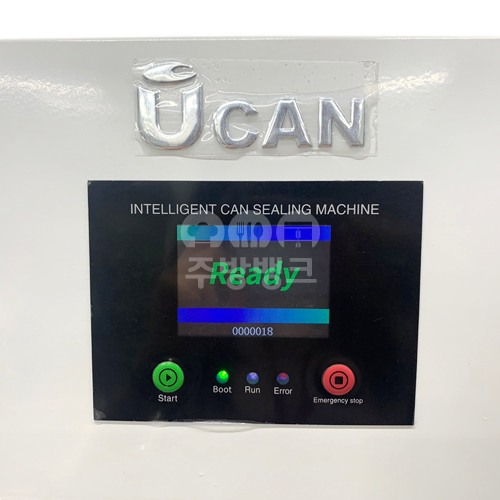 UCAN
INTELLIGENT CAN SEALING MACHINE
Ready
주방뱅크
0000018
Start
Boot
Run
Error
Emergency stop